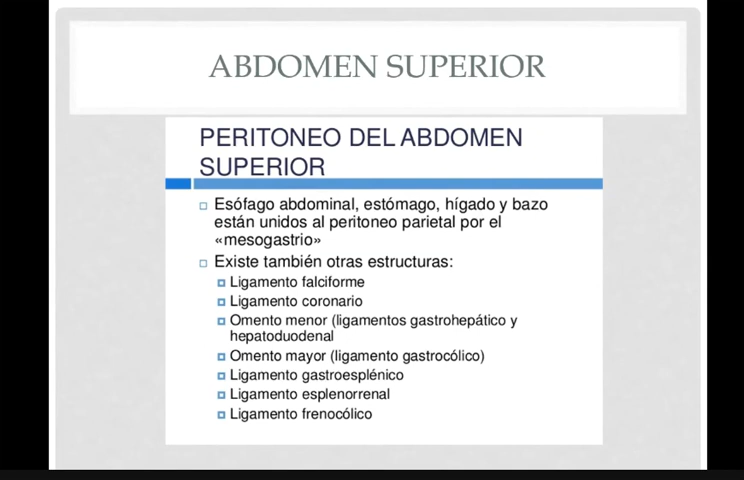 ABDOMEN SUPERIOR
PERITONEO DEL ABDOMEN
SUPERIOR
Esófago abdominal, estómago, hígado y bazo
están unidos al peritoneo parietal por el
«mesogastrio»
Existe también otras estructuras:
Ligamento falciforme
Ligamento coronario
Omento menor (ligamentos gastrohepático y
hepatoduodenal
Omento mayor (ligamento gastrocólico)
Ligamento gastroesplénico
Ligamento esplenorrenal
Ligamento frenocólico